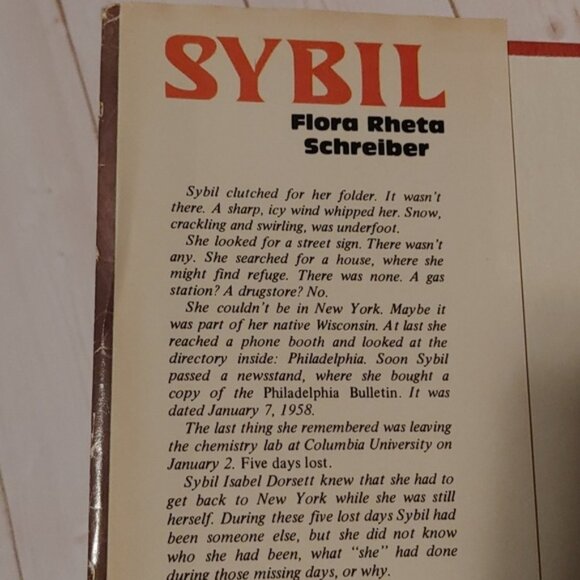 SYBIL
Flora Rheta
Schreiber
Sybil clutched for her folder. It wasn't
there. A sharp, icy wind whipped her. Snow,
crackling and swirling, was underfoot.
She looked for a street sign. There wasn't
any. She searched for a house, where she
might find refuge. There was none. A gas
station? A drugstore? No.
She couldn't be in New York. Maybe it
was part of her native Wisconsin. At last she
reached a phone booth and looked at the
directory inside: Philadelphia. Soon Sybil
passed a newsstand, where she bought a
copy of the Philadelphia Bulletin. It was
dated January 7, 1958.
The last thing she remembered was leaving
the chemistry lab at Columbia University on
January 2. Five days lost.
Sybil Isabel Dorsett knew that she had to
get back to New York while she was still
herself. During these five lost days Sybil had
been someone else, but she did not know
who she had been, what "she" had done
during those missing days, or why.